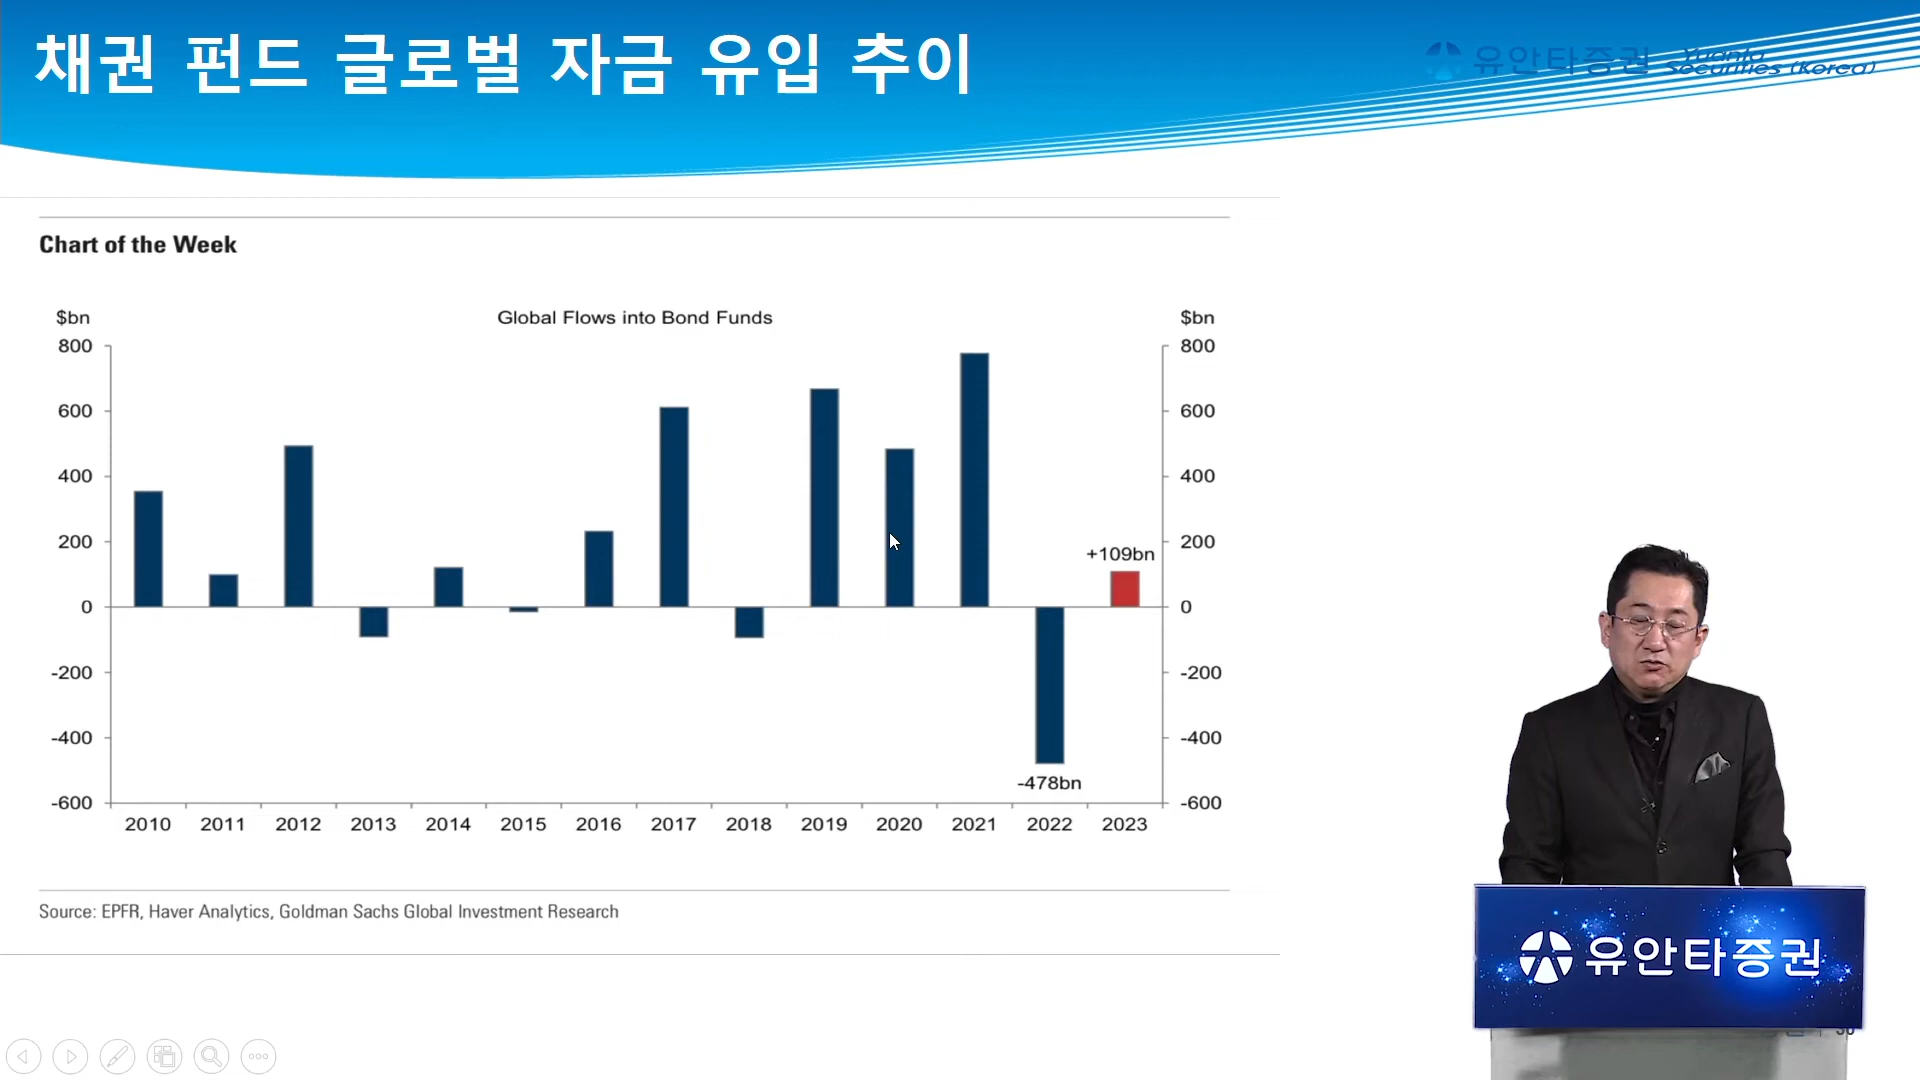 채권 펀드 글로벌 자금 유입 추이
유안타증권 Yuanta Securities (Korea)
Chart of the Week
Global Flows into Bond Funds
$bn $bn
800 800
600 600
400 400
200 200
0 0
-200 -200
-400 -400
-600 -600
+109bn
-478bn
2010 2011 2012 2013 2014 2015 2016 2017 2018 2019 2020 2021 2022 2023
Source: EPFR, Haver Analytics, Goldman Sachs Global Investment Research
유안타증권